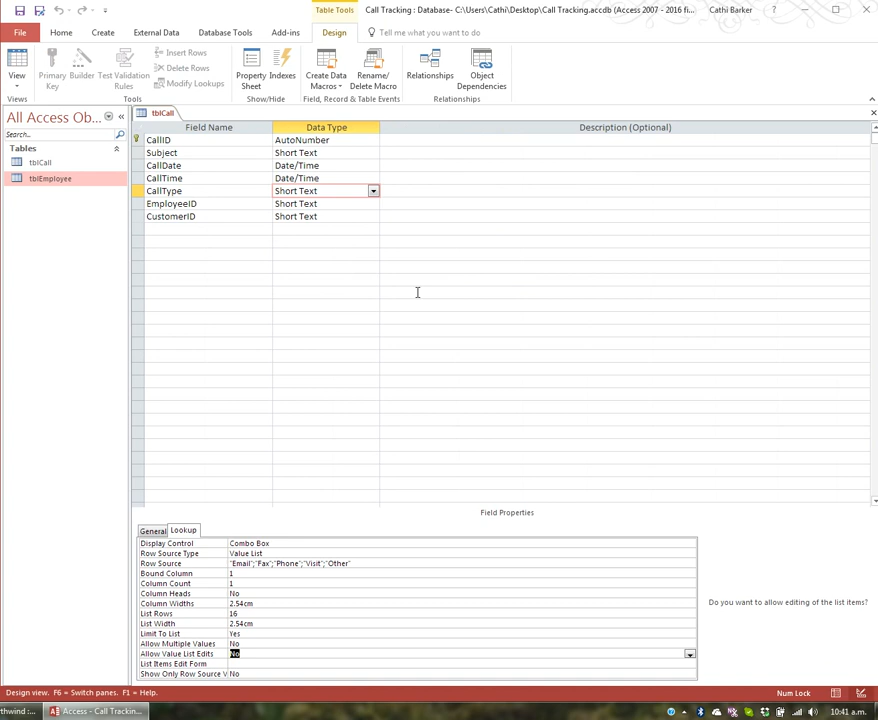 Table Tools
Call Tracking : Database- C:\Users\Cathi\Desktop\Call Tracking.accdb (Access 2007 - 2016 fi...
Cathi Barker
?
File
Home
Create
External Data
Database Tools
Add-ins
Design
Tell me what you want to do
View
Primary Key
Builder
Test Validation Rules
Insert Rows
Delete Rows
Modify Lookups
Property Sheet
Indexes
Create Data Macros
Rename/ Delete Macro
Relationships
Object Dependencies
Views
Tools
Show/Hide
Field, Record & Table Events
Relationships
All Access Ob...
Search...
Tables
tblCall
tblEmployee
tblCall
Field Name Data Type Description (Optional)
CallID AutoNumber
Subject Short Text
CallDate Date/Time
CallTime Date/Time
CallType Short Text
EmployeeID Short Text
CustomerID Short Text
Field Properties
General Lookup
Display Control Combo Box
Row Source Type Value List
Row Source "Email";"Fax";"Phone";"Visit";"Other"
Bound Column 1
Column Count 1
Column Heads No
Column Widths 2.54cm
List Rows 16
List Width 2.54cm
Limit To List Yes
Allow Multiple Values No
Allow Value List Edits No
List Items Edit Form
Show Only Row Source V No
Do you want to allow editing of the list items?
Design view. F6 = Switch panes. F1 = Help.
Num Lock
thwind :...
Access - Call Trackin...
10:41 a.m.